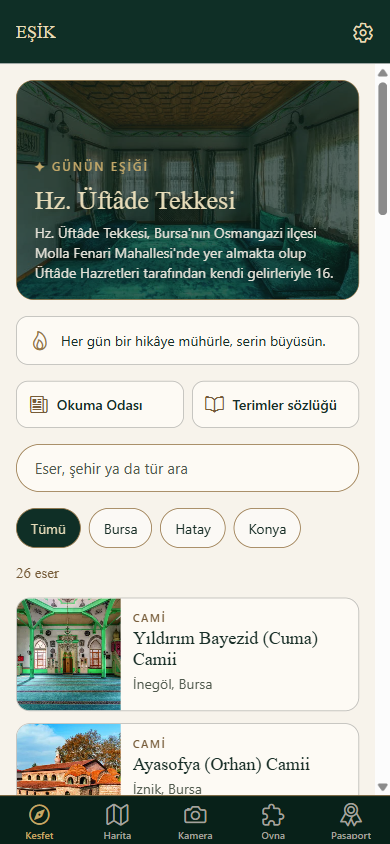 EŞİK
✦ GÜNÜN EŞİĞİ
Hz. Üftâde Tekkesi
Hz. Üftâde Tekkesi, Bursa'nın Osmangazi ilçesi
Molla Fenari Mahallesi'nde yer almakta olup
Üftâde Hazretleri tarafından kendi gelirleriyle 16.
Her gün bir hikâye mühürle, serin büyüsün.
Okuma Odası
Terimler sözlüğü
Eser, şehir ya da tür ara
Tümü
Bursa
Hatay
Konya
26 eser
CAMİ
Yıldırım Bayezid (Cuma)
Camii
İnegöl, Bursa
CAMİ
Ayasofya (Orhan) Camii
İznik, Bursa
Keşfet
Harita
Kamera
Oyna
Pasaport